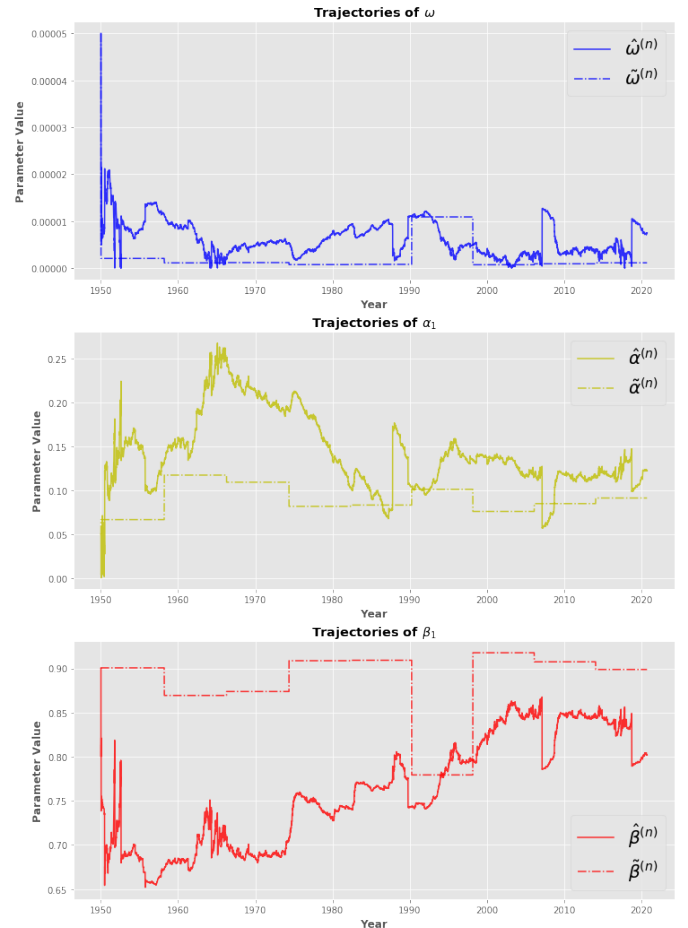 Trajectories of ω
0.00005
0.00004
0.00003
0.00002
0.00001
0.00000
Parameter Value
ω̂⁽ⁿ⁾
ω̃⁽ⁿ⁾
1950 1960 1970 1980 1990 2000 2010 2020
Year
Trajectories of α₁
0.25
0.20
0.15
0.10
0.05
0.00
Parameter Value
α̂⁽ⁿ⁾
α̃⁽ⁿ⁾
1950 1960 1970 1980 1990 2000 2010 2020
Year
Trajectories of β₁
0.90
0.85
0.80
0.75
0.70
0.65
Parameter Value
β̂⁽ⁿ⁾
β̃⁽ⁿ⁾
1950 1960 1970 1980 1990 2000 2010 2020
Year